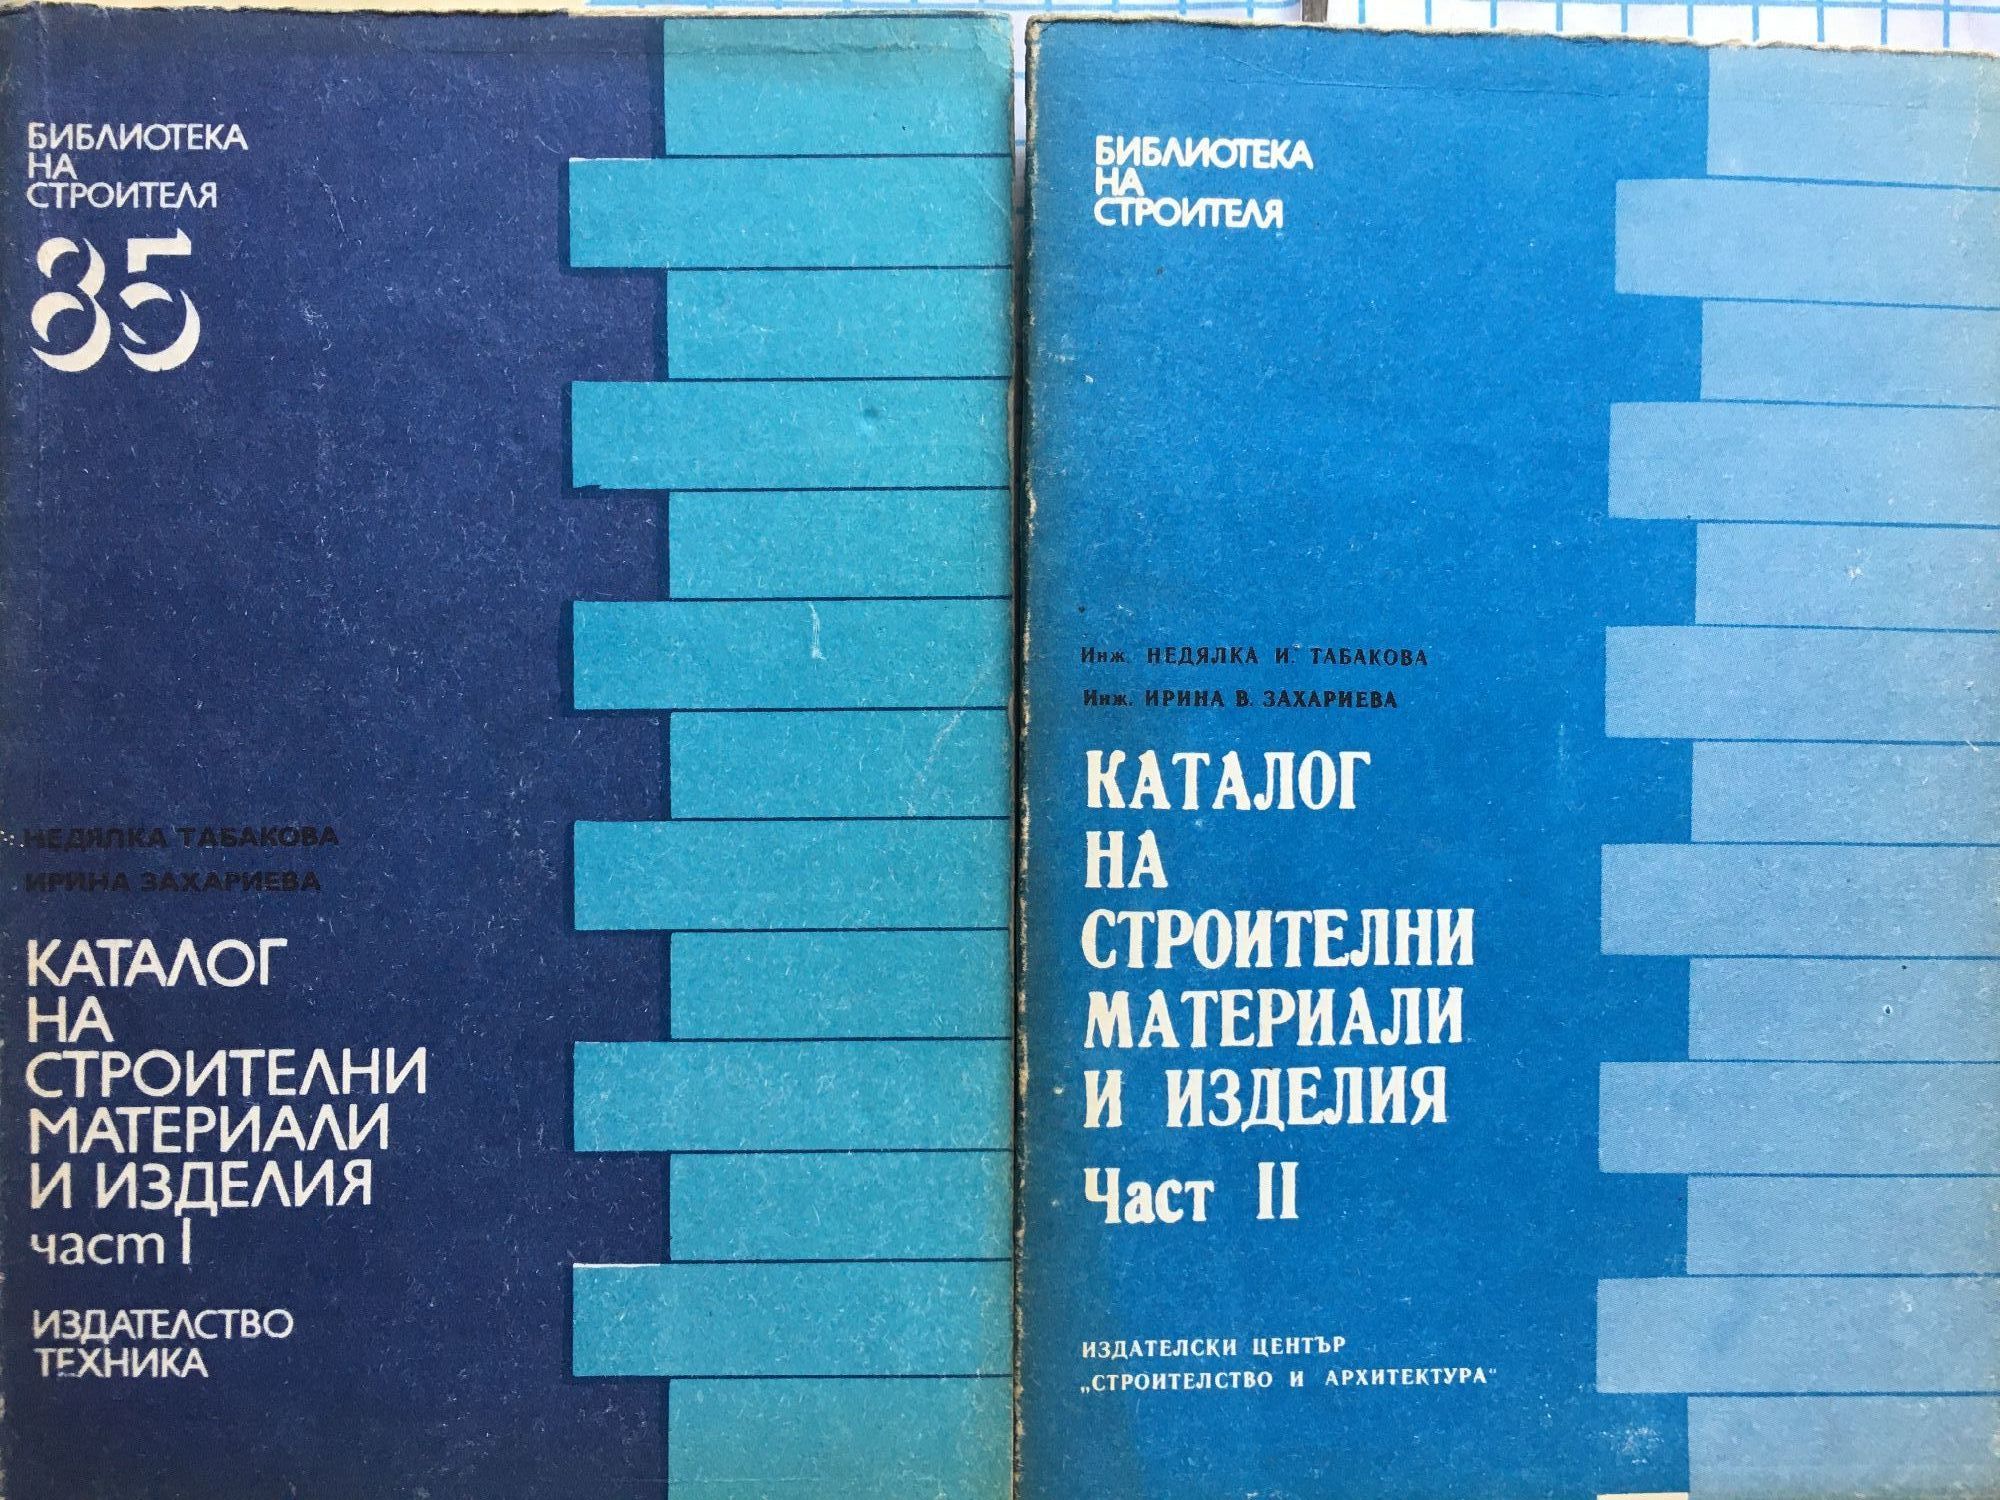 БИБЛИОТЕКА
НА
СТРОИТЕЛЯ
85
НЕДЯЛКА ТАБАКОВА
ИРИНА ЗАХАРИЕВА
КАТАЛОГ
НА
СТРОИТЕЛНИ
МАТЕРИАЛИ
И ИЗДЕЛИЯ
част I
ИЗДАТЕЛСТВО
ТЕХНИКА
БИБЛИОТЕКА
НА
СТРОИТЕЛЯ
Инж. НЕДЯЛКА И. ТАБАКОВА
Инж. ИРИНА В. ЗАХАРИЕВА
КАТАЛОГ
НА
СТРОИТЕЛНИ
МАТЕРИАЛИ
И ИЗДЕЛИЯ
Част II
ИЗДАТЕЛСКИ ЦЕНТЪР
„СТРОИТЕЛСТВО И АРХИТЕКТУРА"